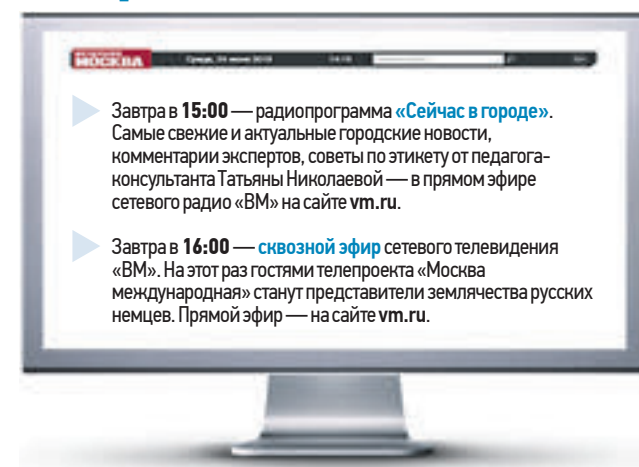 МОСКВА
Завтра в 15:00 — радиопрограмма «Сейчас в городе».
Самые свежие и актуальные городские новости,
комментарии экспертов, советы по этикету от педагога-
консультанта Татьяны Николаевой — в прямом эфире
сетевого радио «ВМ» на сайте vm.ru.
Завтра в 16:00 — сквозной эфир сетевого телевидения
«ВМ». На этот раз гостями телепроекта «Москва
международная» станут представители землячества русских
немцев. Прямой эфир — на сайте vm.ru.